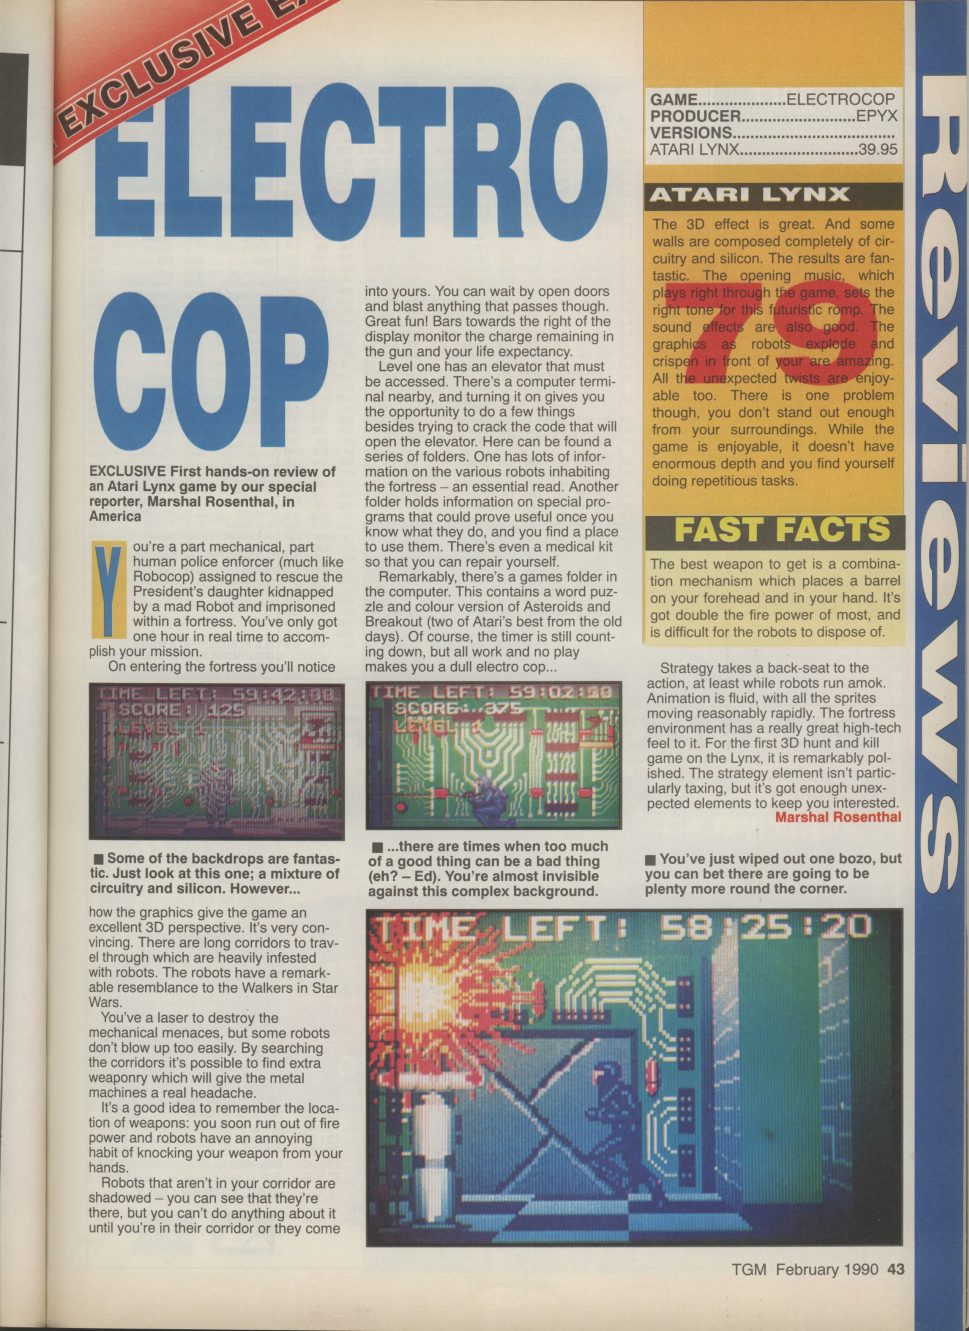 EXCLUSIVE
ELECTRO
COP
EXCLUSIVE First hands-on review of
an Atari Lynx game by our special
reporter, Marshal Rosenthal, in
America
You're a part mechanical, part
human police enforcer (much like
Robocop) assigned to rescue the
President's daughter kidnapped
by a mad Robot and imprisoned
within a fortress. You've only got
one hour in real time to accom-
plish your mission.
On entering the fortress you'll notice
TIME LEFT: 59:42:
SCORE: 125
LEVEL 1
■ Some of the backdrops are fantas-
tic. Just look at this one; a mixture of
circuitry and silicon. However...
how the graphics give the game an
excellent 3D perspective. It's very con-
vincing. There are long corridors to trav-
el through which are heavily infested
with robots. The robots have a remark-
able resemblance to the Walkers in Star
Wars.
You've a laser to destroy the
mechanical menaces, but some robots
don't blow up too easily. By searching
the corridors it's possible to find extra
weaponry which will give the metal
machines a real headache.
It's a good idea to remember the loca-
tion of weapons: you soon run out of fire
power and robots have an annoying
habit of knocking your weapon from your
hands.
Robots that aren't in your corridor are
shadowed – you can see that they're
there, but you can't do anything about it
until you're in their corridor or they come
into yours. You can wait by open doors
and blast anything that passes though.
Great fun! Bars towards the right of the
display monitor the charge remaining in
the gun and your life expectancy.
Level one has an elevator that must
be accessed. There's a computer termi-
nal nearby, and turning it on gives you
the opportunity to do a few things
besides trying to crack the code that will
open the elevator. Here can be found a
series of folders. One has lots of infor-
mation on the various robots inhabiting
the fortress – an essential read. Another
folder holds information on special pro-
grams that could prove useful once you
know what they do, and you find a place
to use them. There's even a medical kit
so that you can repair yourself.
Remarkably, there's a games folder in
the computer. This contains a word puz-
zle and colour version of Asteroids and
Breakout (two of Atari's best from the old
days). Of course, the timer is still count-
ing down, but all work and no play
makes you a dull electro cop...
TIME LEFT: 59:02:
SCORE: 375
LEVEL 1
■ ...there are times when too much
of a good thing can be a bad thing
(eh? – Ed). You're almost invisible
against this complex background.
GAME....................ELECTROCOP
PRODUCER..........................EPYX
VERSIONS.....................................
ATARI LYNX...........................39.95
ATARI LYNX
The 3D effect is great. And some
walls are composed completely of cir-
cuitry and silicon. The results are fan-
tastic. The opening music, which
plays right through the game, sets the
right tone for this futuristic romp. The
sound effects are also good. The
graphics as robots explode and
crispen in front of your are amazing.
All the unexpected twists are enjoy-
able too. There is one problem
though, you don't stand out enough
from your surroundings. While the
game is enjoyable, it doesn't have
enormous depth and you find yourself
doing repetitious tasks.
79
FAST FACTS
The best weapon to get is a combina-
tion mechanism which places a barrel
on your forehead and in your hand. It's
got double the fire power of most, and
is difficult for the robots to dispose of.
Strategy takes a back-seat to the
action, at least while robots run amok.
Animation is fluid, with all the sprites
moving reasonably rapidly. The fortress
environment has a really great high-tech
feel to it. For the first 3D hunt and kill
game on the Lynx, it is remarkably pol-
ished. The strategy element isn't partic-
ularly taxing, but it's got enough unex-
pected elements to keep you interested.
Marshal Rosenthal
■ You've just wiped out one bozo, but
you can bet there are going to be
plenty more round the corner.
TIME LEFT: 58:25:20
Reviews
TGM February 1990 43